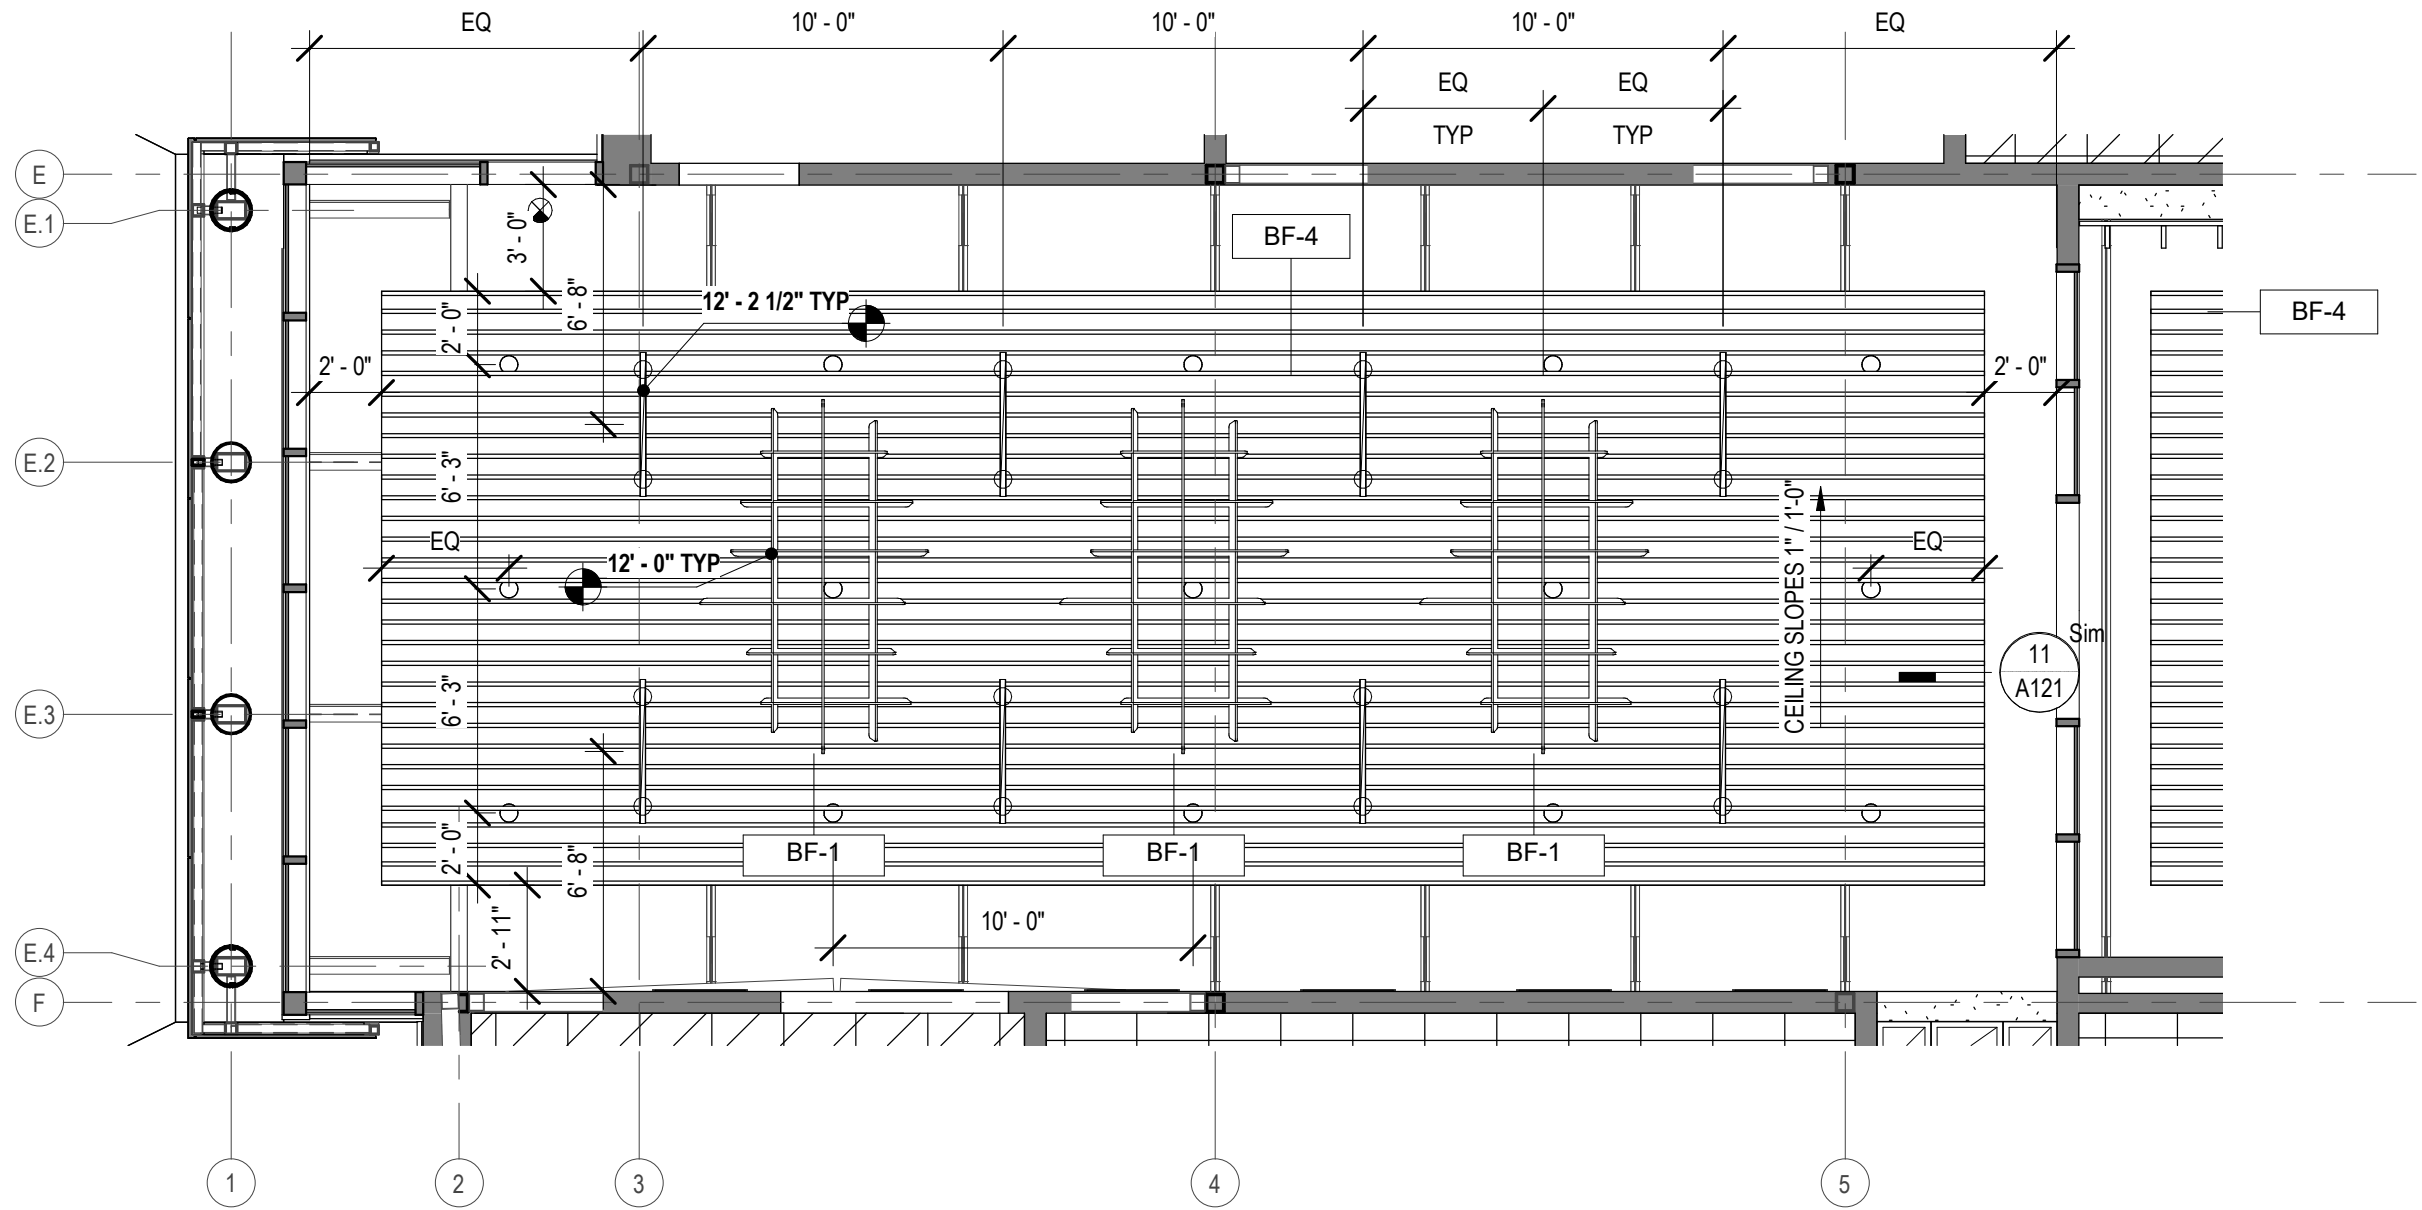 EQ
10' - 0"
10' - 0"
10' - 0"
EQ
EQ
EQ
TYP
TYP
E
E.1
3' - 0"
BF-4
6' - 8"
12' - 2 1/2" TYP
BF-4
2' - 0"
2' - 0"
2' - 0"
E.2
6' - 3"
CEILING SLOPES 1" / 1'-0"
EQ
EQ
12' - 0" TYP
Sim
11
A121
E.3
6' - 3"
2' - 0"
6' - 8"
BF-1
BF-1
BF-1
2' - 11"
10' - 0"
E.4
F
1
2
3
4
5